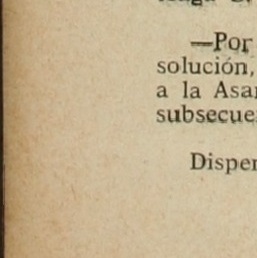 —Por
solución,
a la Asa
subsecue
Dispe